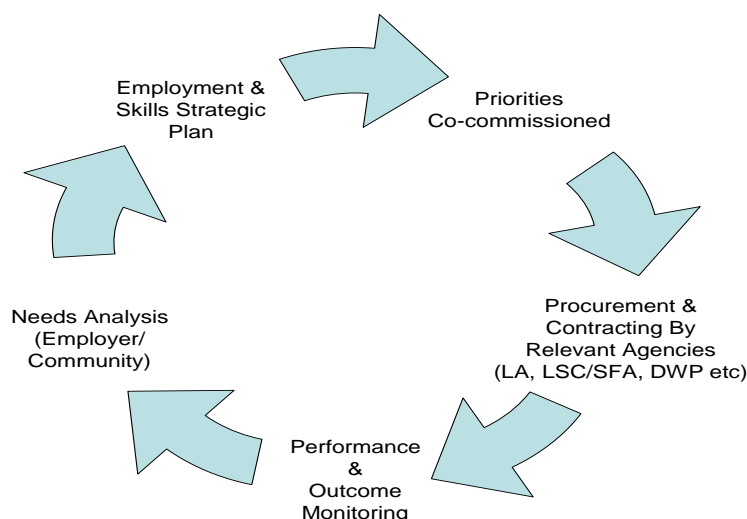 Employment &
Skills Strategic
Plan
Priorities
Co-commissioned
Procurement &
Contracting By
Relevant Agencies
(LA, LSC/SFA, DWP etc)
Performance
&
Outcome
Monitoring
Needs Analysis
(Employer/
Community)